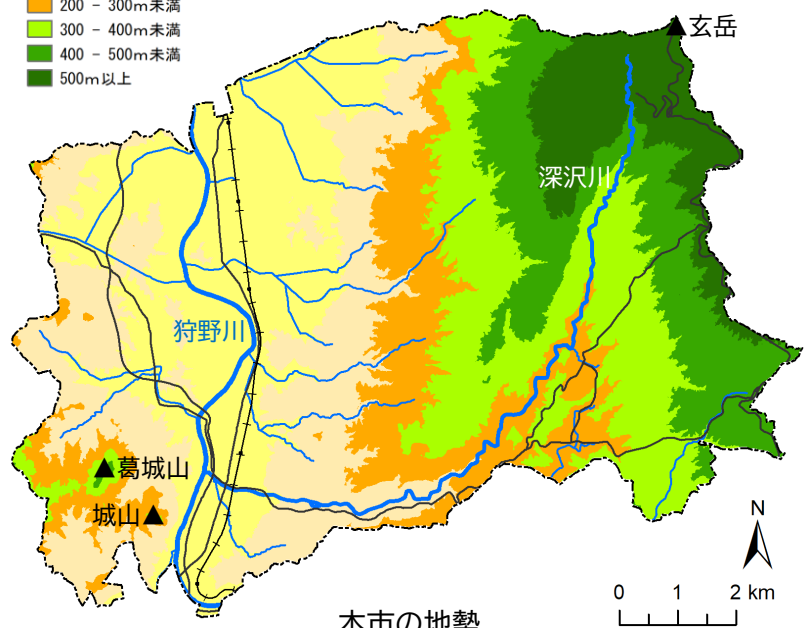 200 － 300ｍ未満
300 － 400ｍ未満
400 － 500ｍ未満
500ｍ以上
玄岳
深沢川
狩野川
葛城山
城山
N
0 1 2 km
本市の地勢